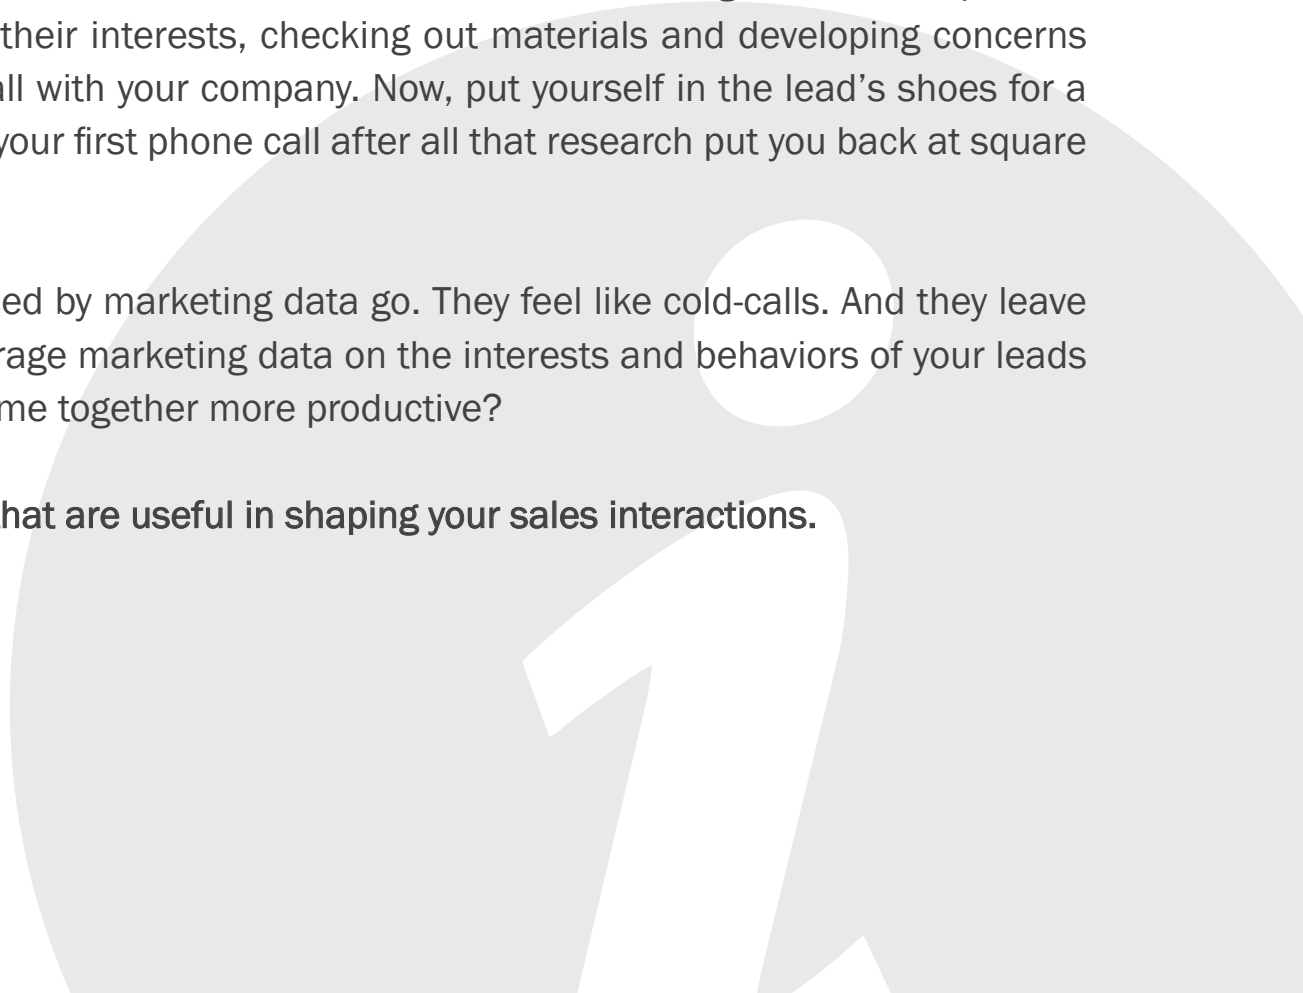 their interests, checking out materials and developing concerns
all with your company. Now, put yourself in the lead’s shoes for a
your first phone call after all that research put you back at square
ed by marketing data go. They feel like cold-calls. And they leave
rage marketing data on the interests and behaviors of your leads
me together more productive?
that are useful in shaping your sales interactions.